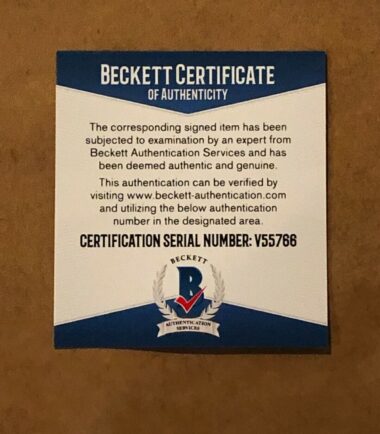 BECKETT CERTIFICATE
OF AUTHENTICITY
The corresponding signed item has been
subjected to examination by an expert from
Beckett Authentication Services and has
been deemed authentic and genuine.
This authentication can be verified by
visiting www.beckett-authentication.com
and utilizing the below authentication
number in the designated area.
CERTIFICATION SERIAL NUMBER: V55766
BECKETT
B
AUTHENTICATION
SERVICES